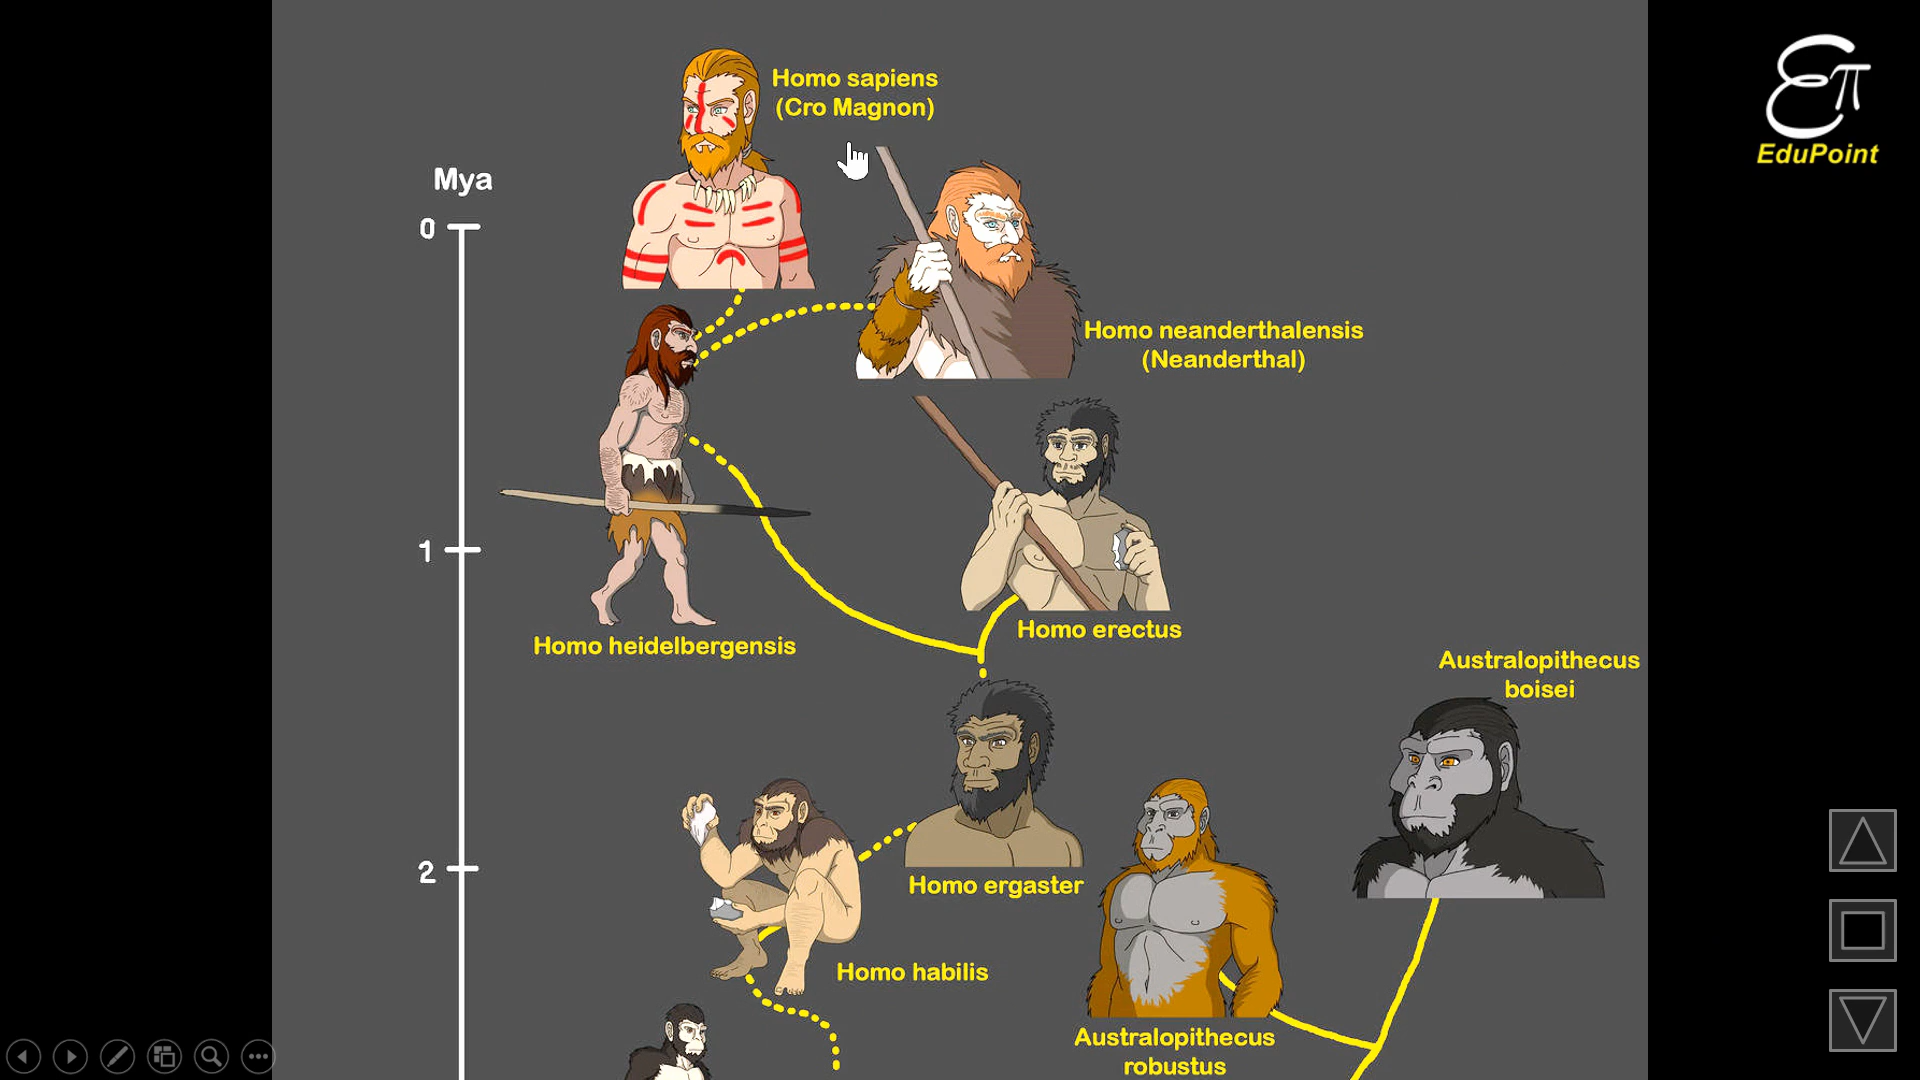 Homo sapiens
(Cro Magnon)
Eπ
EduPoint
Mya
0
Homo neanderthalensis
(Neanderthal)
1
Homo erectus
Homo heidelbergensis
Australopithecus
boisei
2
Homo ergaster
Homo habilis
Australopithecus
robustus